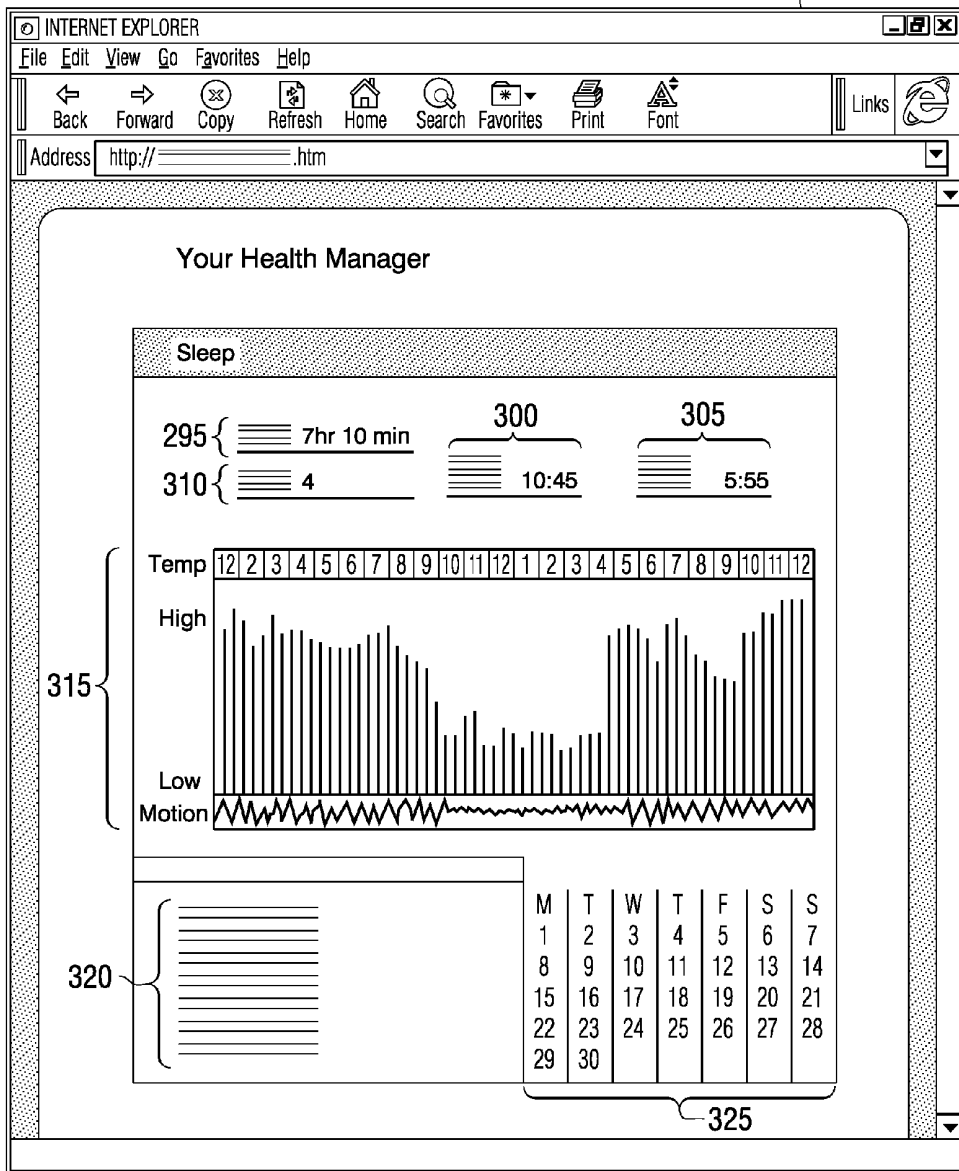 INTERNET EXPLORER
File Edit View Go Favorites Help
Back Forward Copy Refresh Home Search Favorites Print Font Links
Address http:// .htm
Your Health Manager
Sleep
300 305
295 7hr 10 min
310 4 10:45 5:55
Temp 12 2 3 4 5 6 7 8 9 10 11 12 1 2 3 4 5 6 7 8 9 10 11 12
High
315
Low
Motion
M T W T F S S
1 2 3 4 5 6 7
8 9 10 11 12 13 14
15 16 17 18 19 20 21
22 23 24 25 26 27 28
29 30
320
325